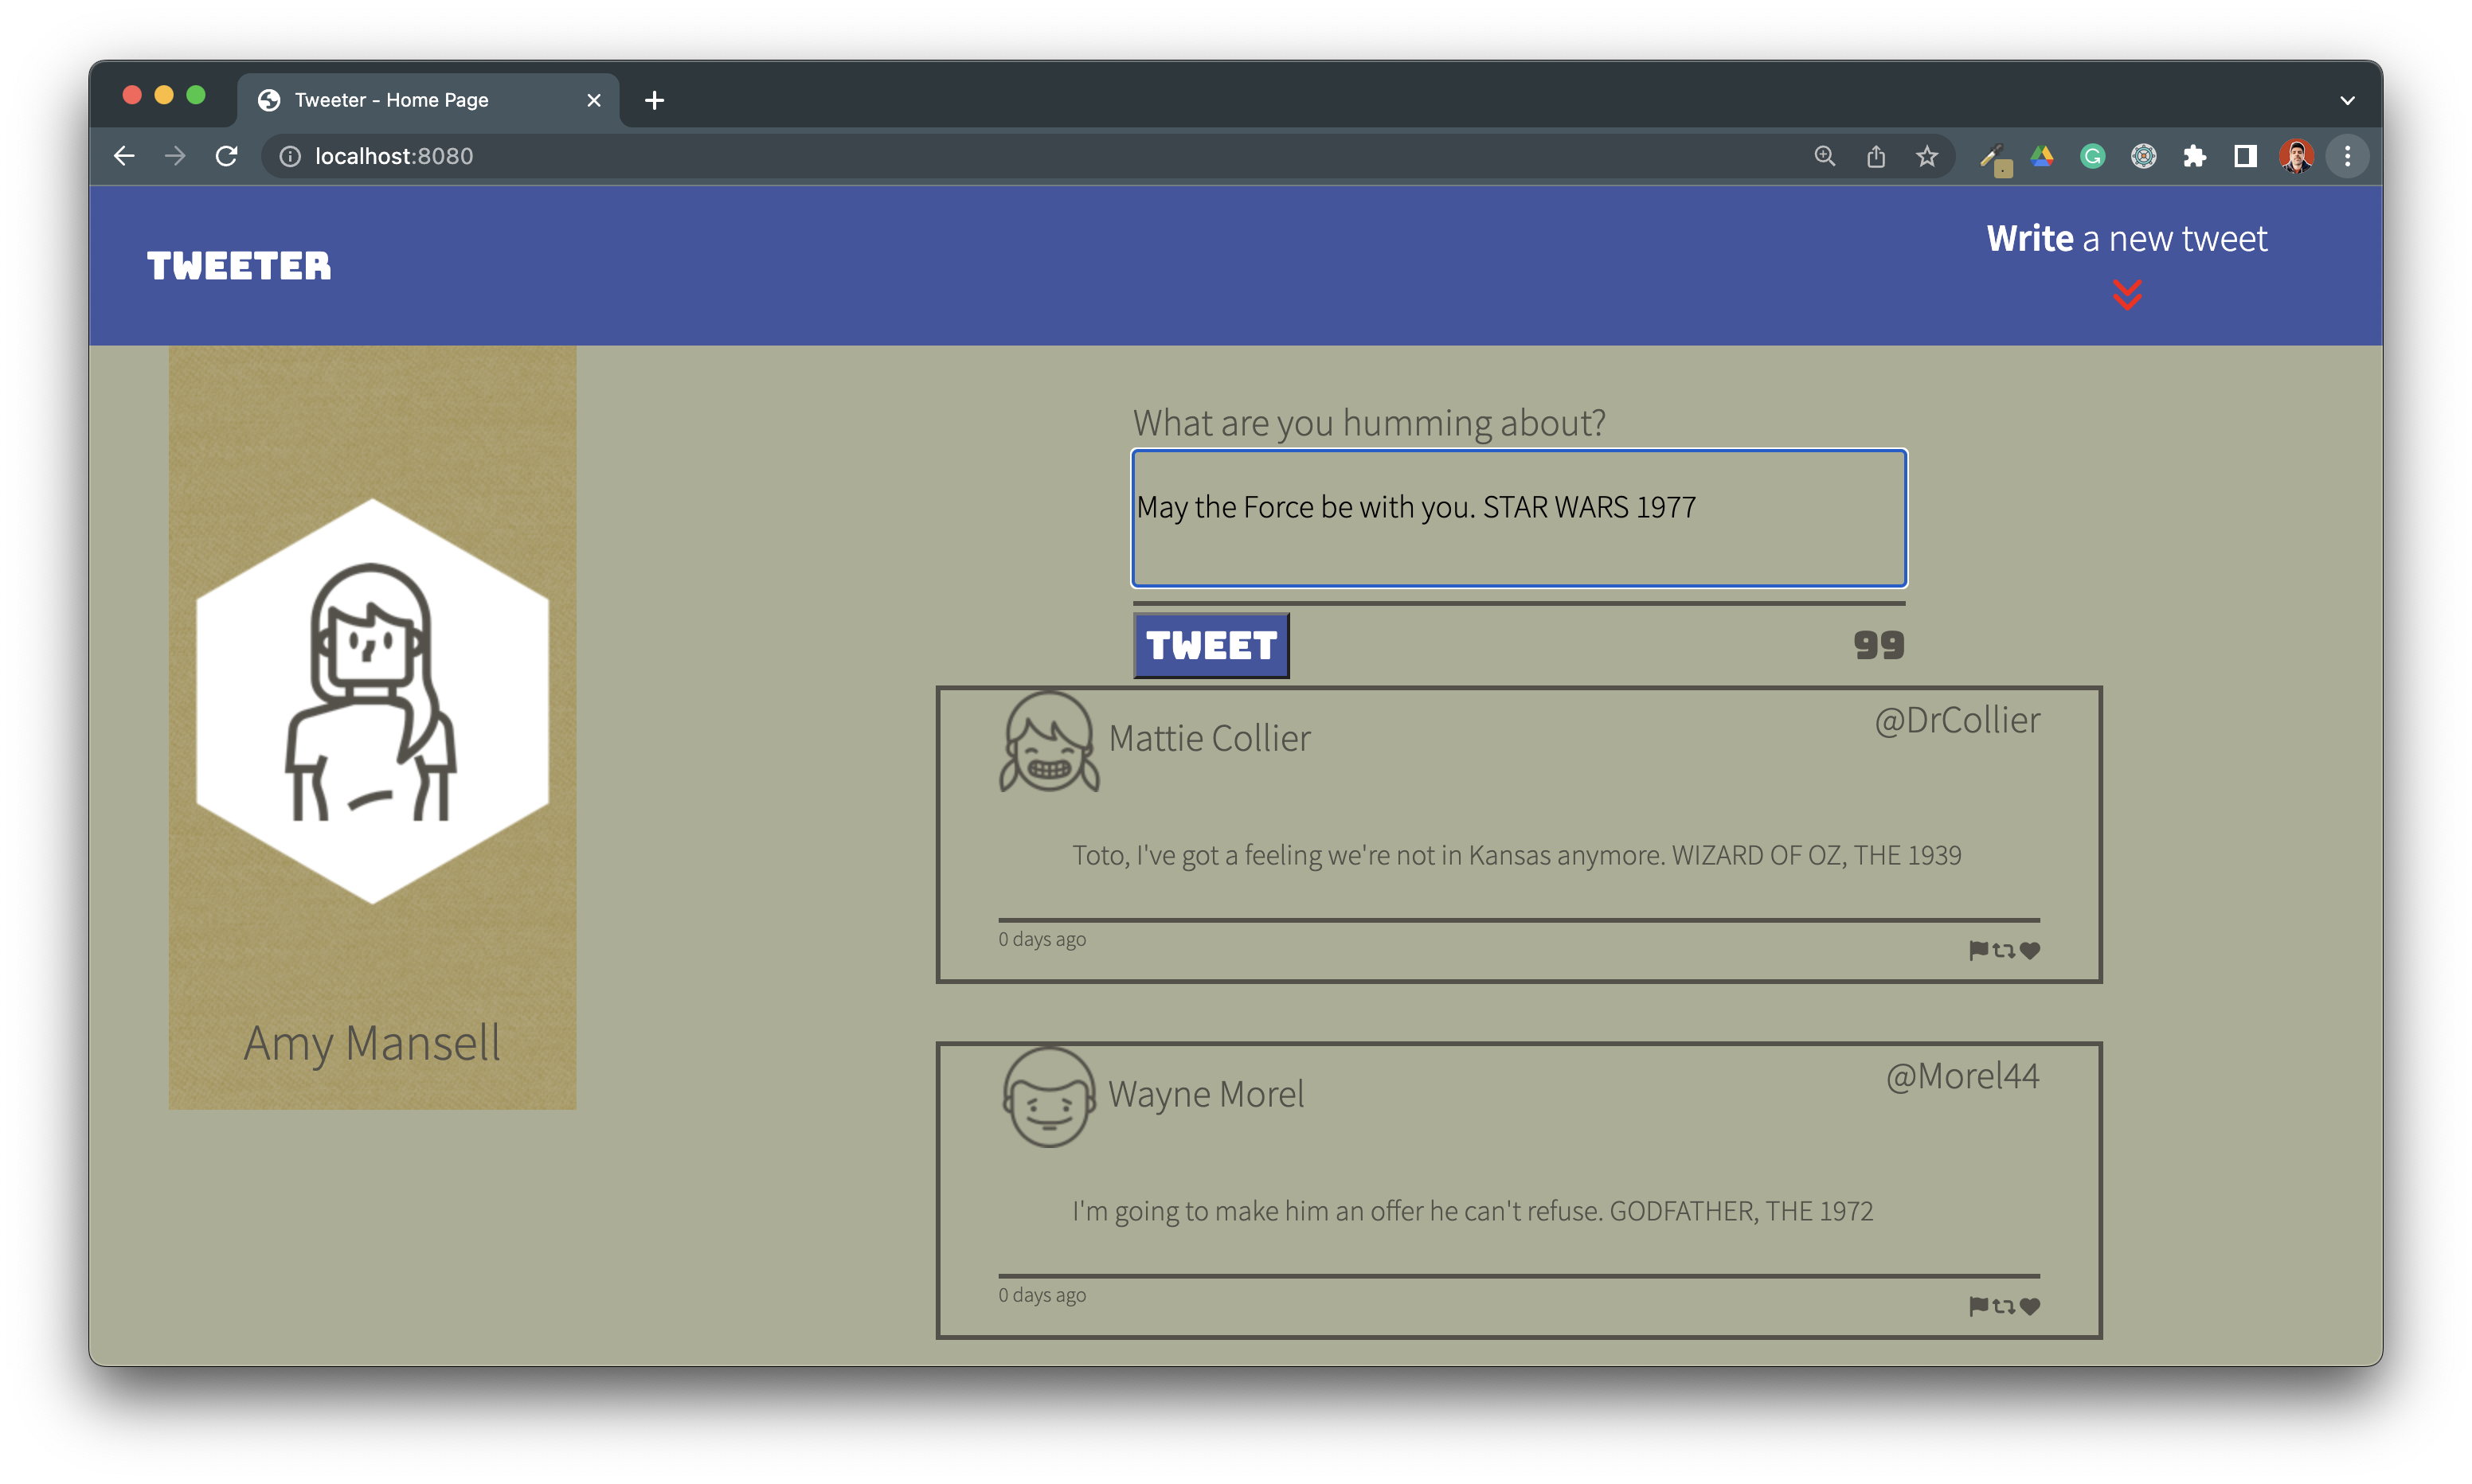 Tweeter - Home Page
localhost:8080
TWEETER
Write a new tweet
What are you humming about?
May the Force be with you. STAR WARS 1977
TWEET
99
Amy Mansell
Mattie Collier
@DrCollier
Toto, I've got a feeling we're not in Kansas anymore. WIZARD OF OZ, THE 1939
0 days ago
Wayne Morel
@Morel44
I'm going to make him an offer he can't refuse. GODFATHER, THE 1972
0 days ago